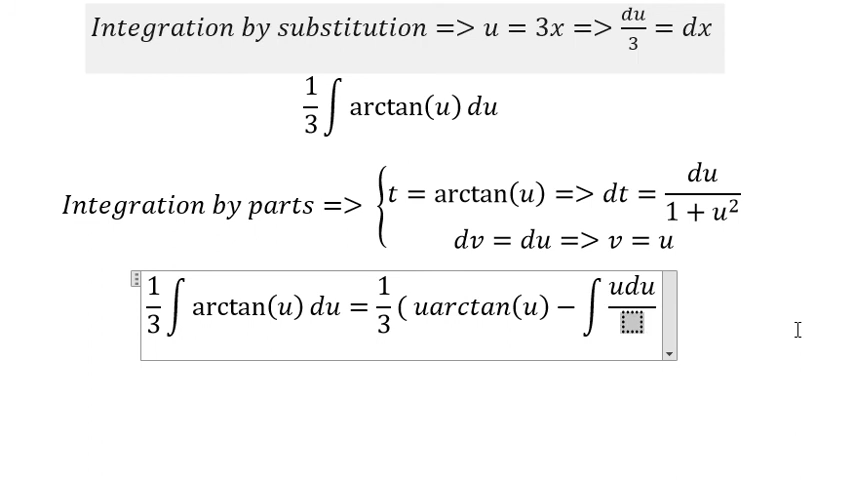 Integration by substitution => u = 3x => du/3 = dx
1/3 ∫ arctan(u) du
Integration by parts => { t = arctan(u) => dt = du/(1 + u²)
dv = du => v = u
1/3 ∫ arctan(u) du = 1/3 ( uarctan(u) − ∫ udu/